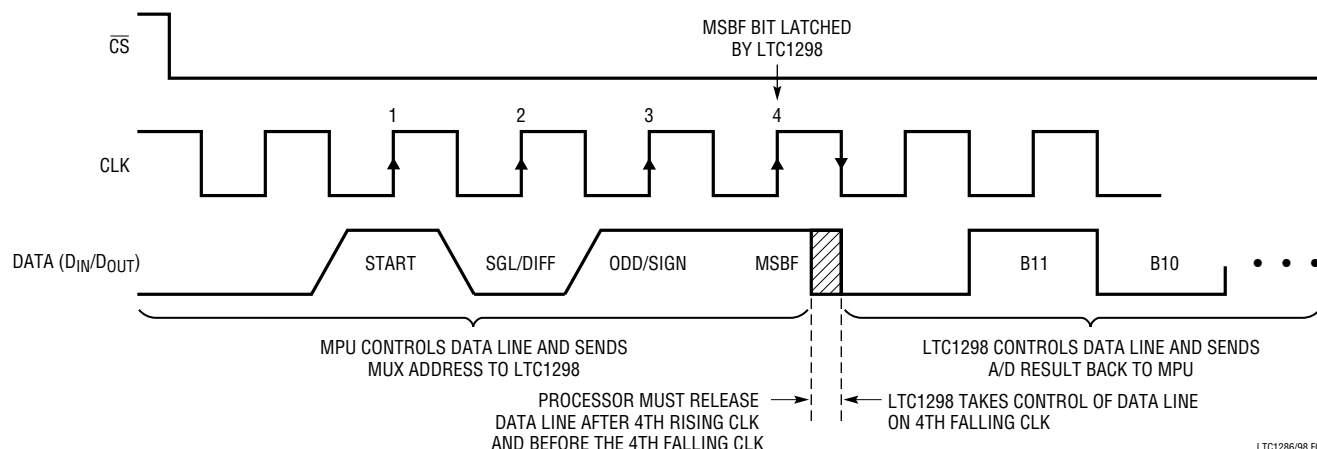 MSBF BIT LATCHED
BY LTC1298
CS
1 2 3 4
CLK
DATA (DIN/DOUT)
START SGL/DIFF ODD/SIGN MSBF B11 B10 • • •
MPU CONTROLS DATA LINE AND SENDS
MUX ADDRESS TO LTC1298
LTC1298 CONTROLS DATA LINE AND SENDS
A/D RESULT BACK TO MPU
PROCESSOR MUST RELEASE
DATA LINE AFTER 4TH RISING CLK
AND BEFORE THE 4TH FALLING CLK
LTC1298 TAKES CONTROL OF DATA LINE
ON 4TH FALLING CLK
LTC1286/98